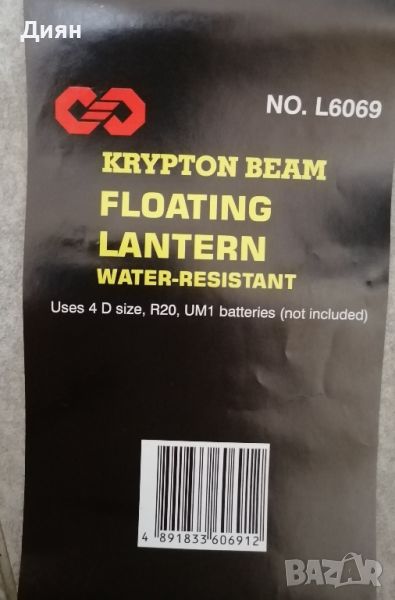 Диян
NO. L6069
KRYPTON BEAM
FLOATING
LANTERN
WATER-RESISTANT
Uses 4 D size, R20, UM1 batteries (not included)
4 891833 606912
BAZAR